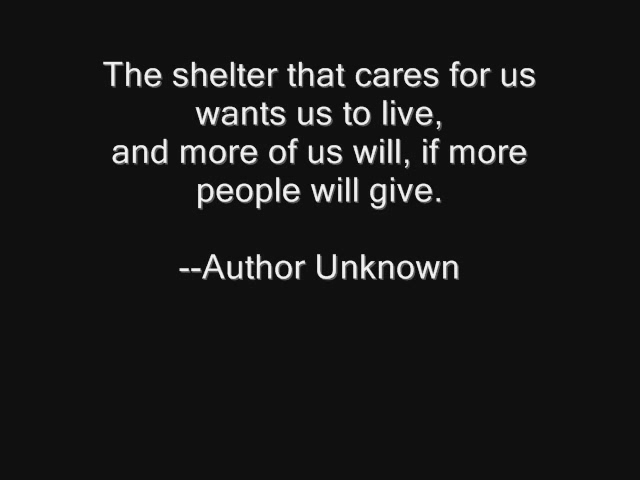 The shelter that cares for us
wants us to live,
and more of us will, if more
people will give.
--Author Unknown